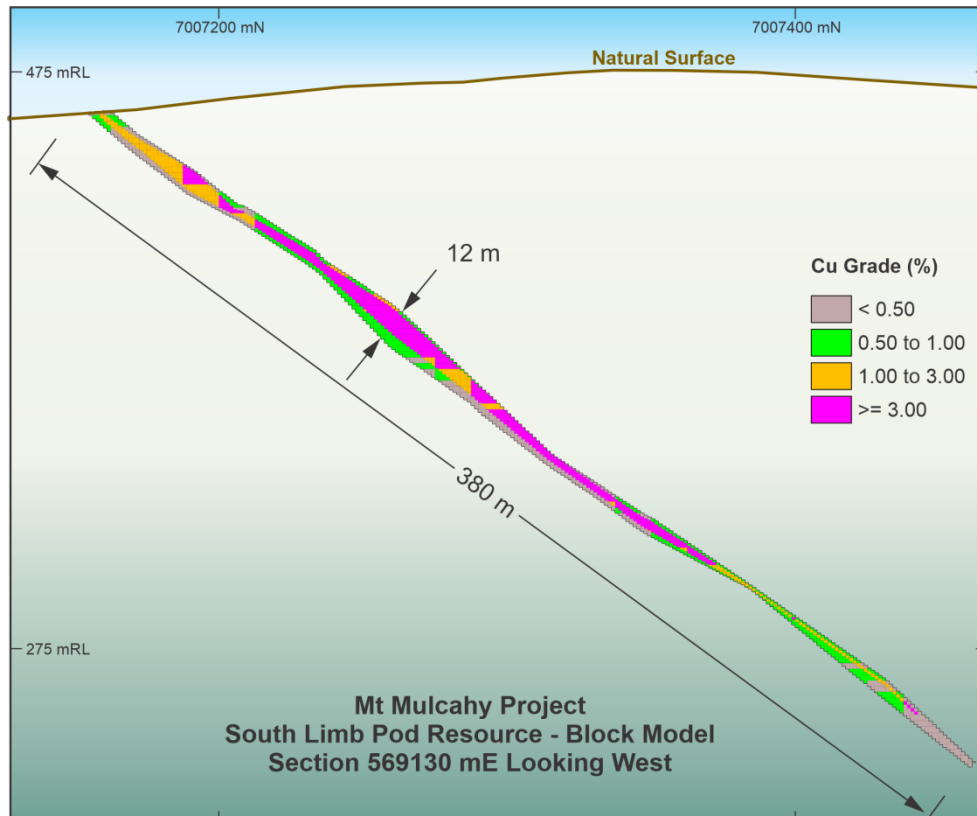 7007200 mN
7007400 mN
475 mRL
Natural Surface
12 m
Cu Grade (%)
< 0.50
0.50 to 1.00
1.00 to 3.00
>= 3.00
380 m
275 mRL
Mt Mulcahy Project
South Limb Pod Resource - Block Model
Section 569130 mE Looking West